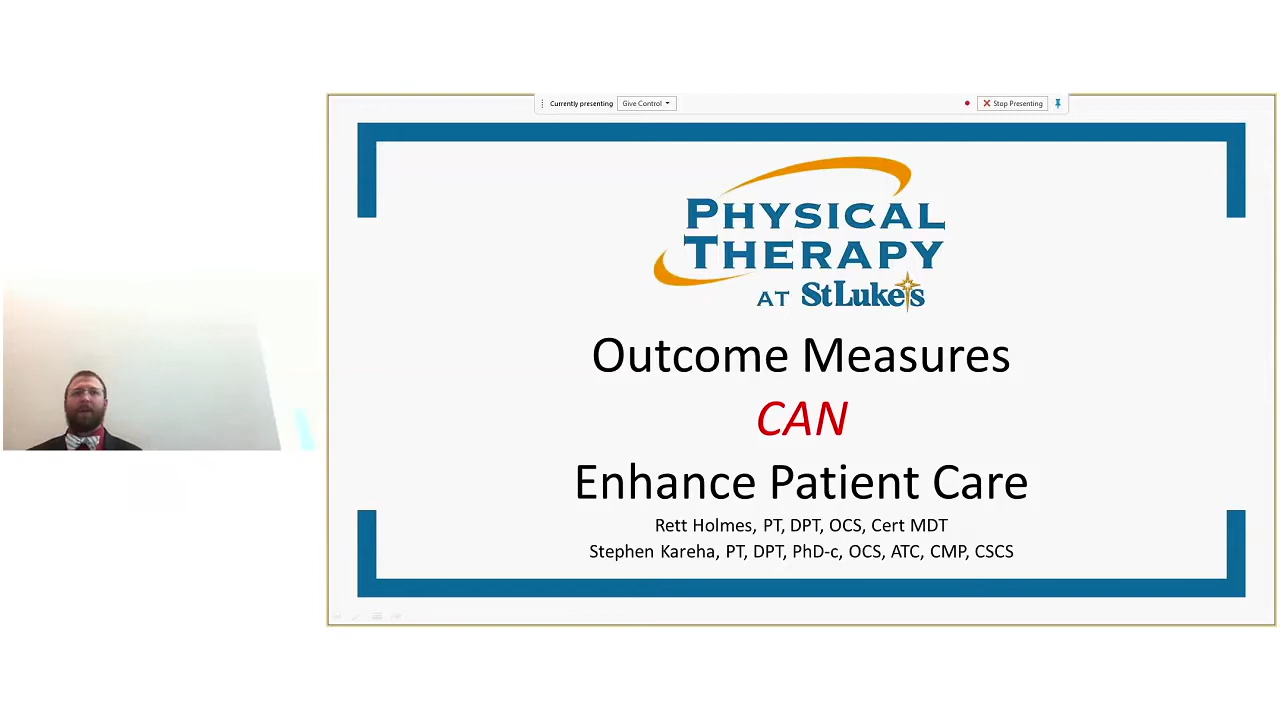 Currently presenting Give Control Stop Presenting
PHYSICAL
THERAPY
AT StLuke's
Outcome Measures
CAN
Enhance Patient Care
Rett Holmes, PT, DPT, OCS, Cert MDT
Stephen Kareha, PT, DPT, PhD-c, OCS, ATC, CMP, CSCS